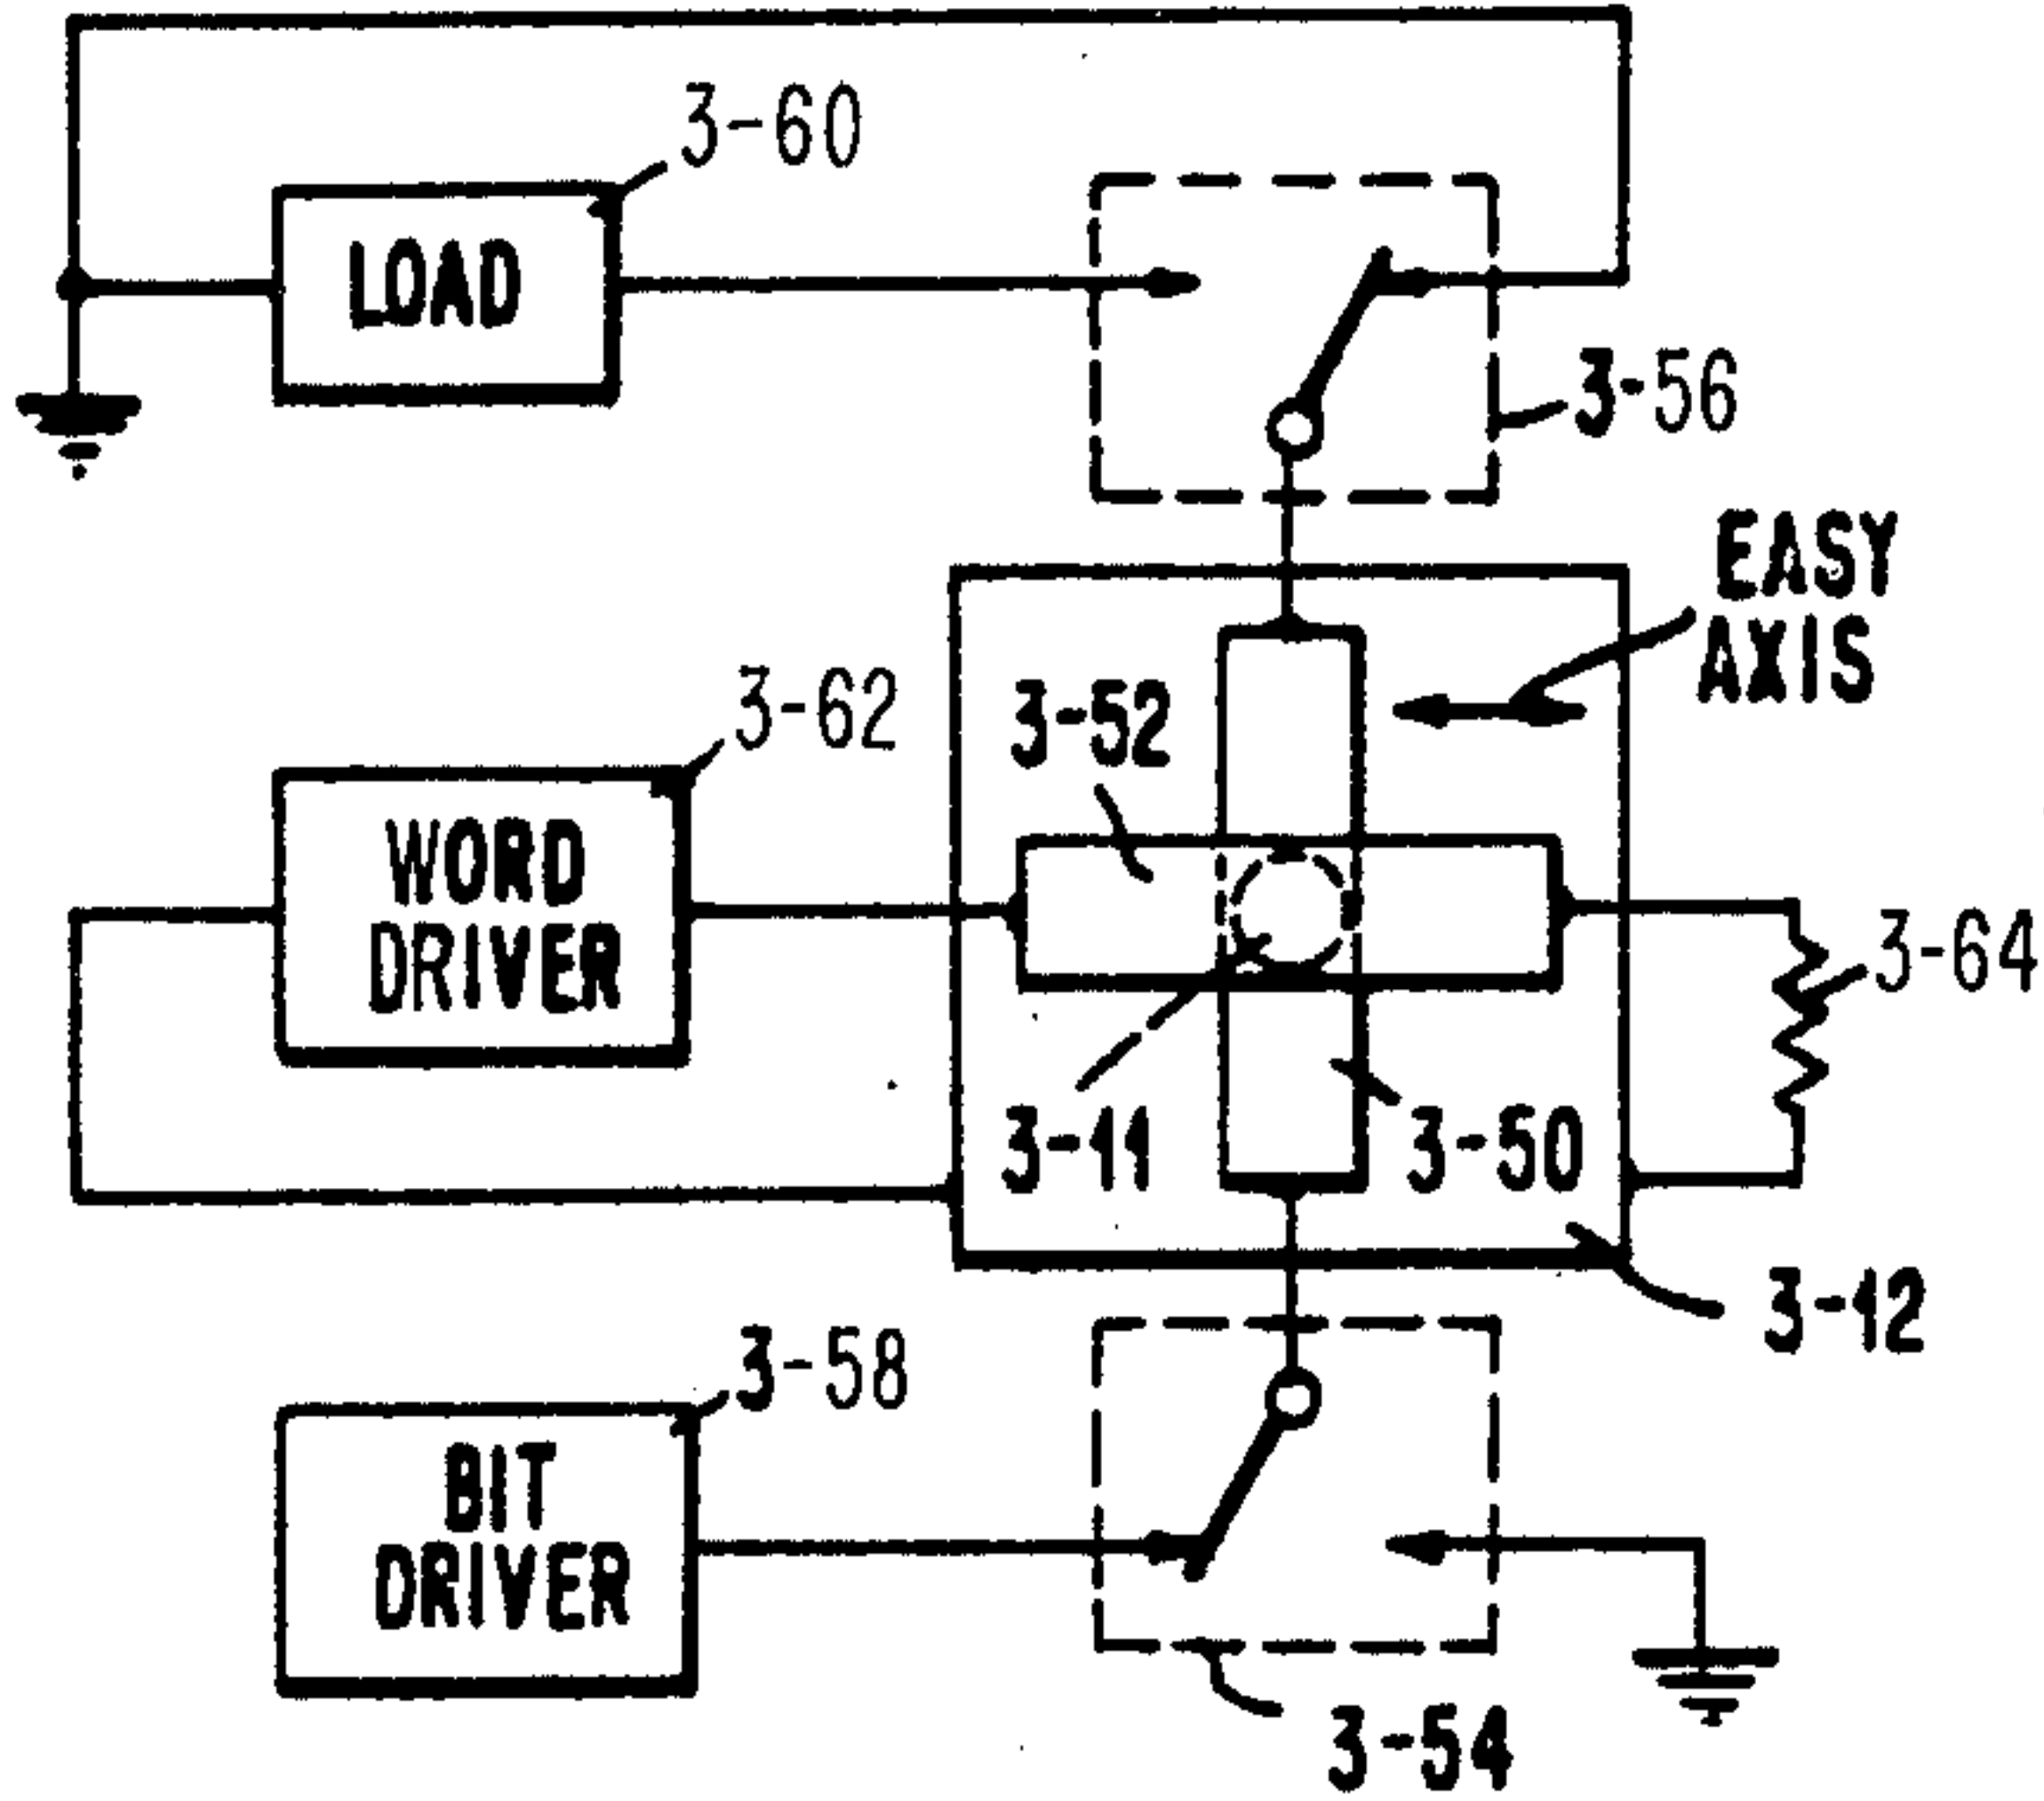 3-60
LOAD
3-56
EASY
AXIS
3-62
3-52
WORD
DRIVER
3-64
3-11
3-50
3-12
3-58
BIT
DRIVER
3-54